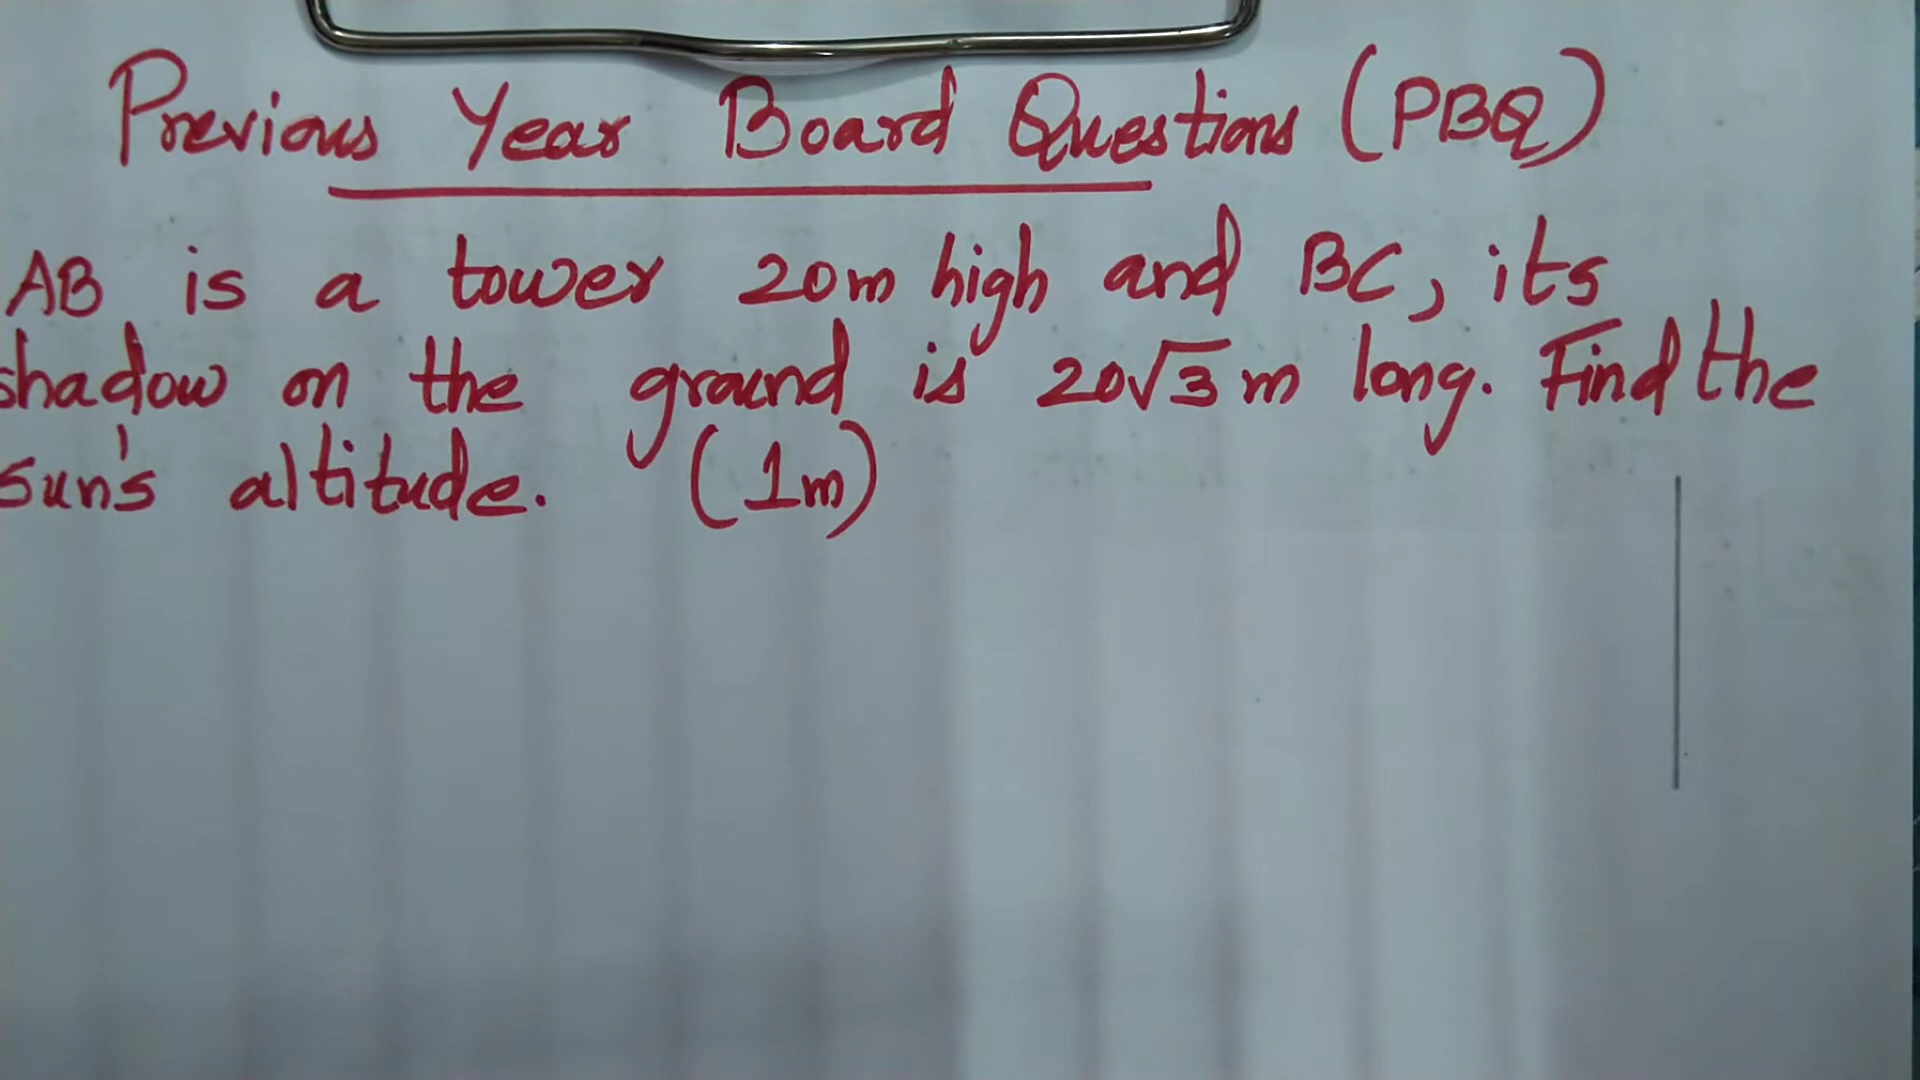 Previous Year Board Questions (PBQ)
AB is a tower 20m high and BC, its
shadow on the ground is 20√3 m long. Find the
sun's altitude. (1m)